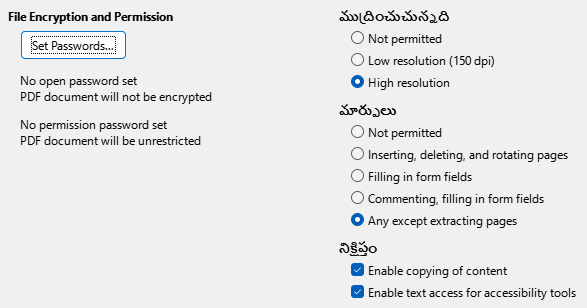 File Encryption and Permission
Set Passwords...
No open password set
PDF document will not be encrypted
No permission password set
PDF document will be unrestricted
ముద్రించుచున్నది
Not permitted
Low resolution (150 dpi)
High resolution
మార్పులు
Not permitted
Inserting, deleting, and rotating pages
Filling in form fields
Commenting, filling in form fields
Any except extracting pages
నిక్షిప్తం
Enable copying of content
Enable text access for accessibility tools